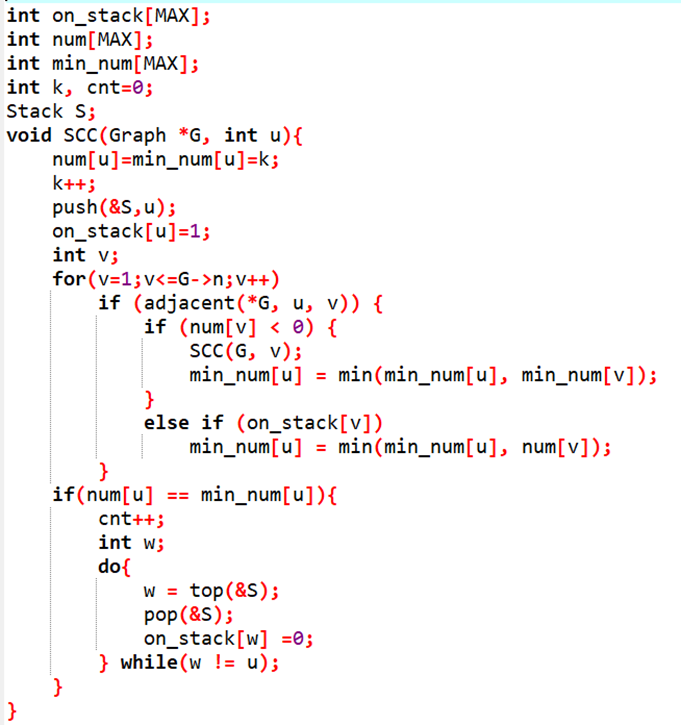 int on_stack[MAX];
int num[MAX];
int min_num[MAX];
int k, cnt=0;
Stack S;
void SCC(Graph *G, int u){
    num[u]=min_num[u]=k;
    k++;
    push(&S,u);
    on_stack[u]=1;
    int v;
    for(v=1;v<=G->n;v++)
        if (adjacent(*G, u, v)) {
            if (num[v] < 0) {
                SCC(G, v);
                min_num[u] = min(min_num[u], min_num[v]);
            }
            else if (on_stack[v])
                min_num[u] = min(min_num[u], num[v]);
        }
    if(num[u] == min_num[u]){
        cnt++;
        int w;
        do{
            w = top(&S);
            pop(&S);
            on_stack[w] =0;
        } while(w != u);
    }
}